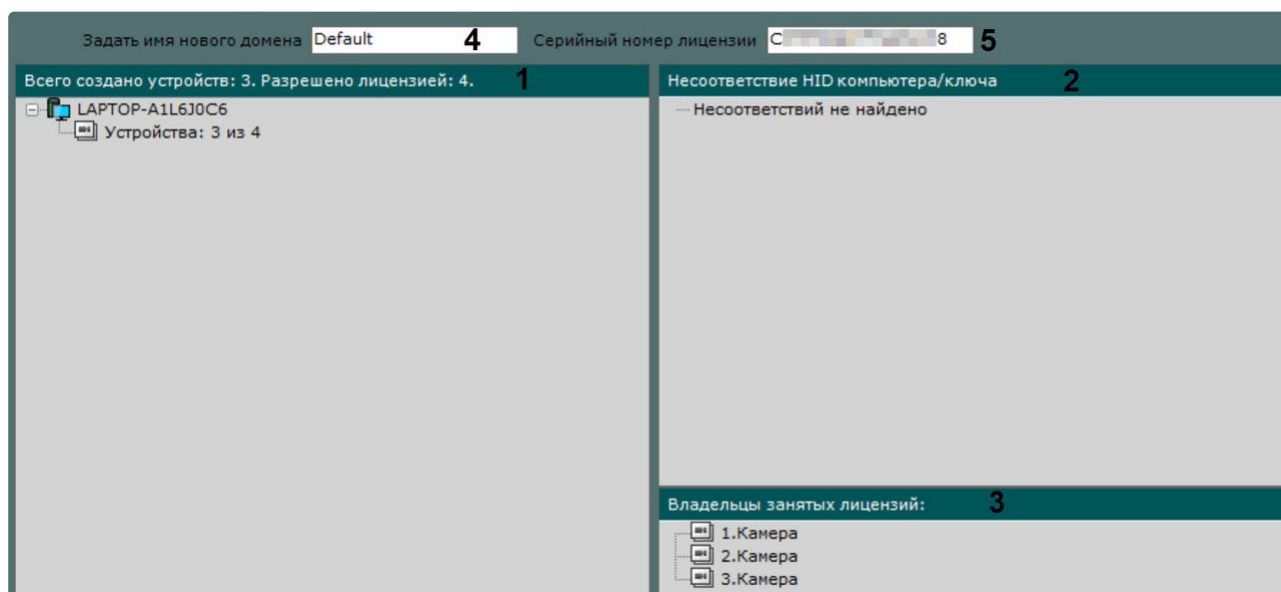 Задать имя нового домена Default 4 Серийный номер лицензии C 8 5
Всего создано устройств: 3. Разрешено лицензией: 4. 1
LAPTOP-A1L6J0C6
Устройства: 3 из 4
Несоответствие HID компьютера/ключа 2
Несоответствий не найдено
Владельцы занятых лицензий: 3
1.Камера
2.Камера
3.Камера